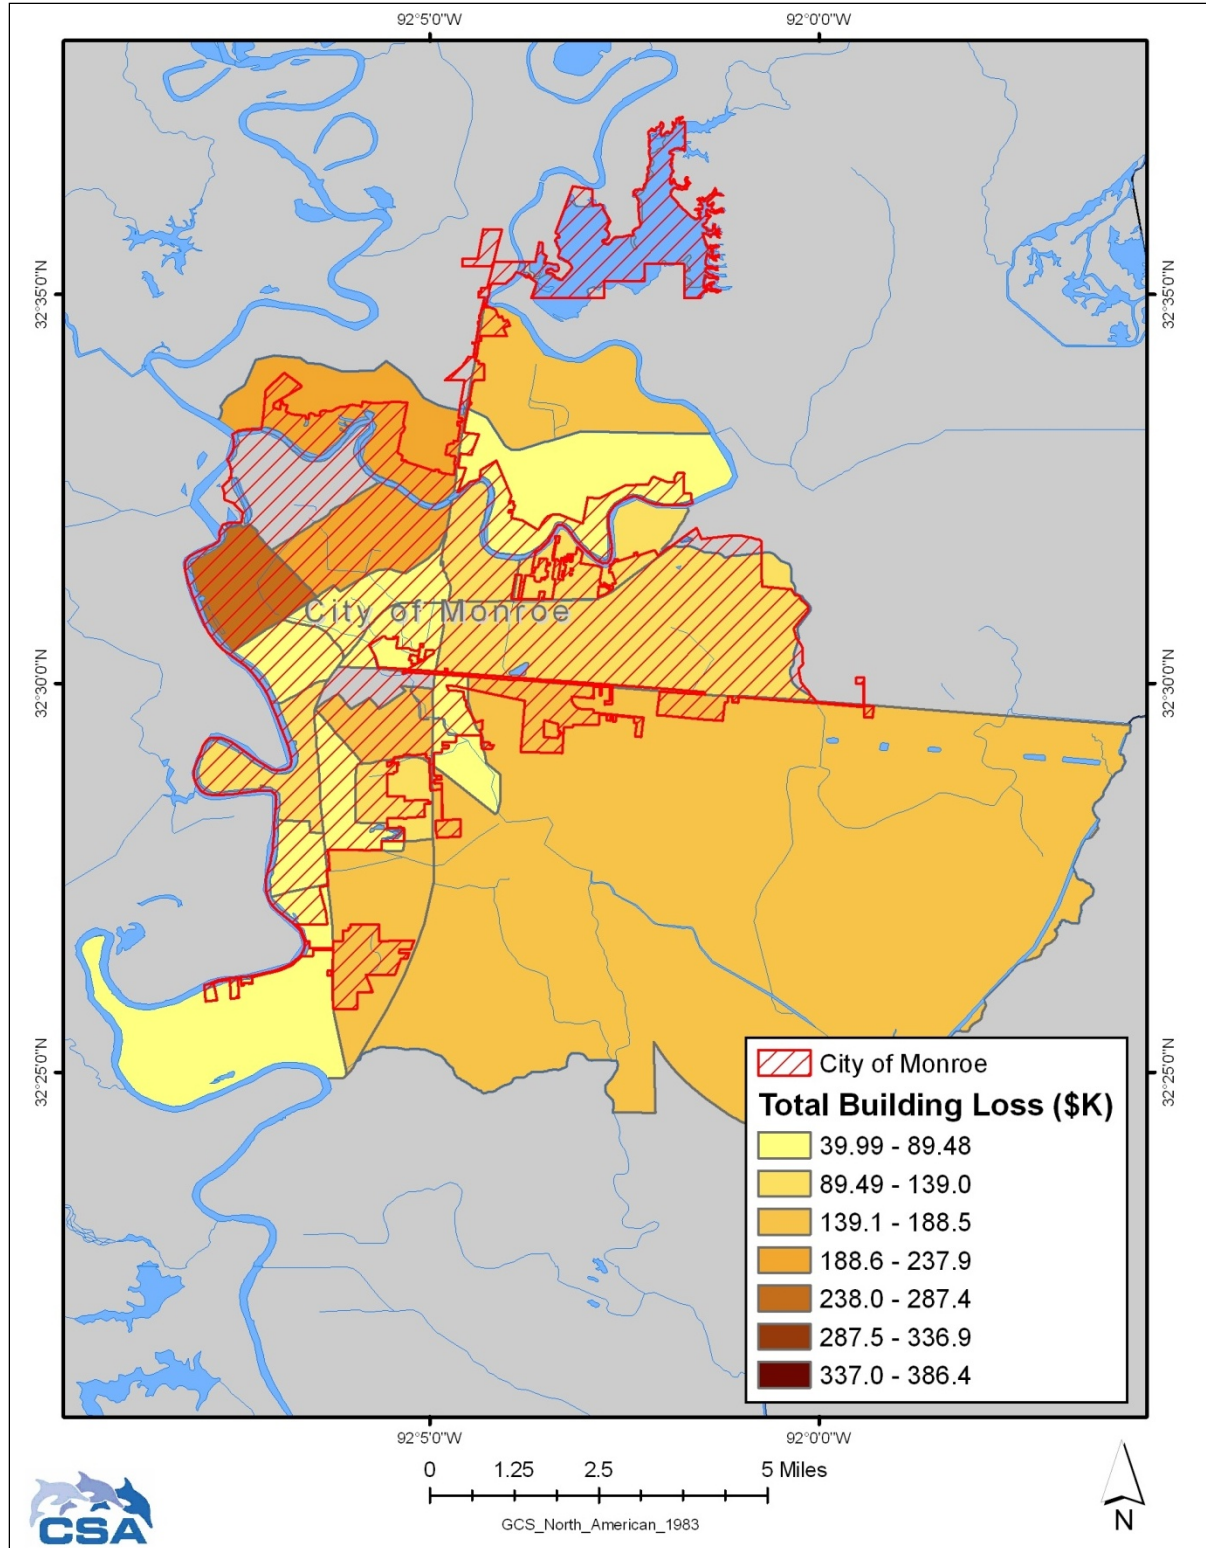 92°5'0"W
92°0'0"W
32°35'0"N
32°35'0"N
City of Monroe
32°30'0"N
32°30'0"N
32°25'0"N
32°25'0"N
City of Monroe
Total Building Loss ($K)
39.99 - 89.48
89.49 - 139.0
139.1 - 188.5
188.6 - 237.9
238.0 - 287.4
287.5 - 336.9
337.0 - 386.4
92°5'0"W
92°0'0"W
0 1.25 2.5 5 Miles
GCS_North_American_1983
CSA
N